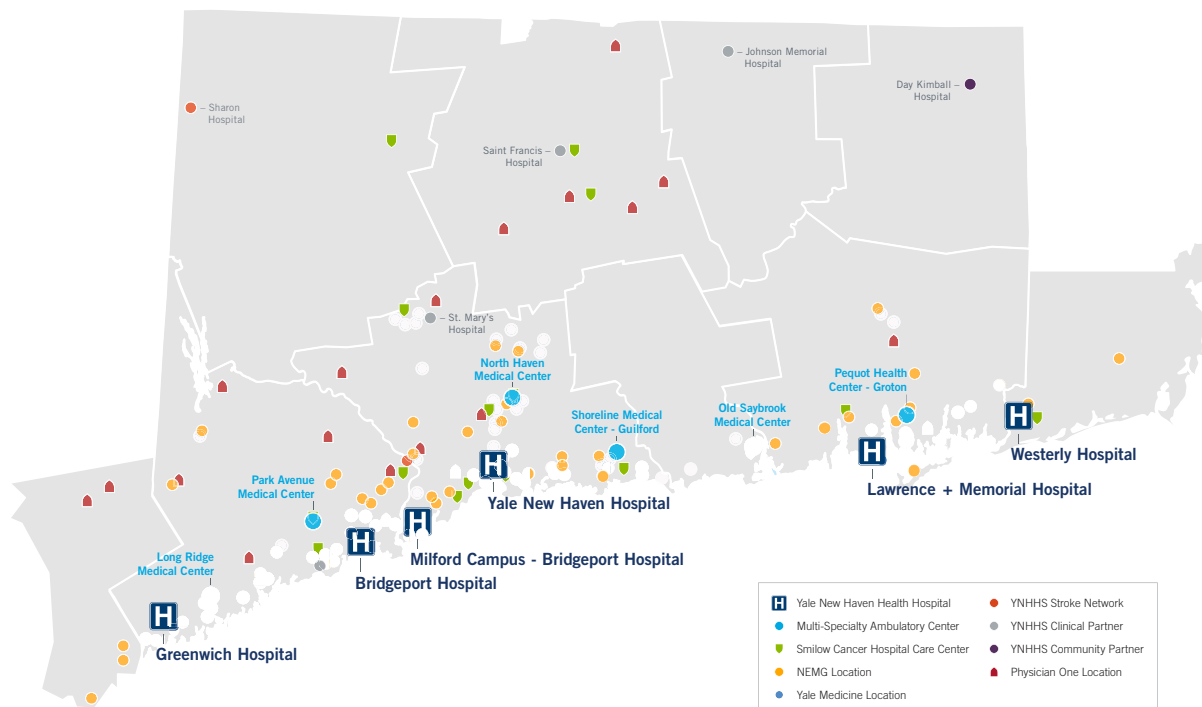 – Johnson Memorial
Hospital
Day Kimball –
Hospital
– Sharon
Hospital
Saint Francis –
Hospital
– St. Mary's
Hospital
North Haven
Medical Center
Pequot Health
Center - Groton
Shoreline Medical
Center - Guilford
Old Saybrook
Medical Center
H
H
H
Westerly Hospital
Park Avenue
Medical Center
Lawrence + Memorial Hospital
Yale New Haven Hospital
H
H
Milford Campus - Bridgeport Hospital
Long Ridge
Medical Center
Bridgeport Hospital
H
Greenwich Hospital
H Yale New Haven Health Hospital
Multi-Specialty Ambulatory Center
Smilow Cancer Hospital Care Center
NEMG Location
Yale Medicine Location
YNHHS Stroke Network
YNHHS Clinical Partner
YNHHS Community Partner
Physician One Location